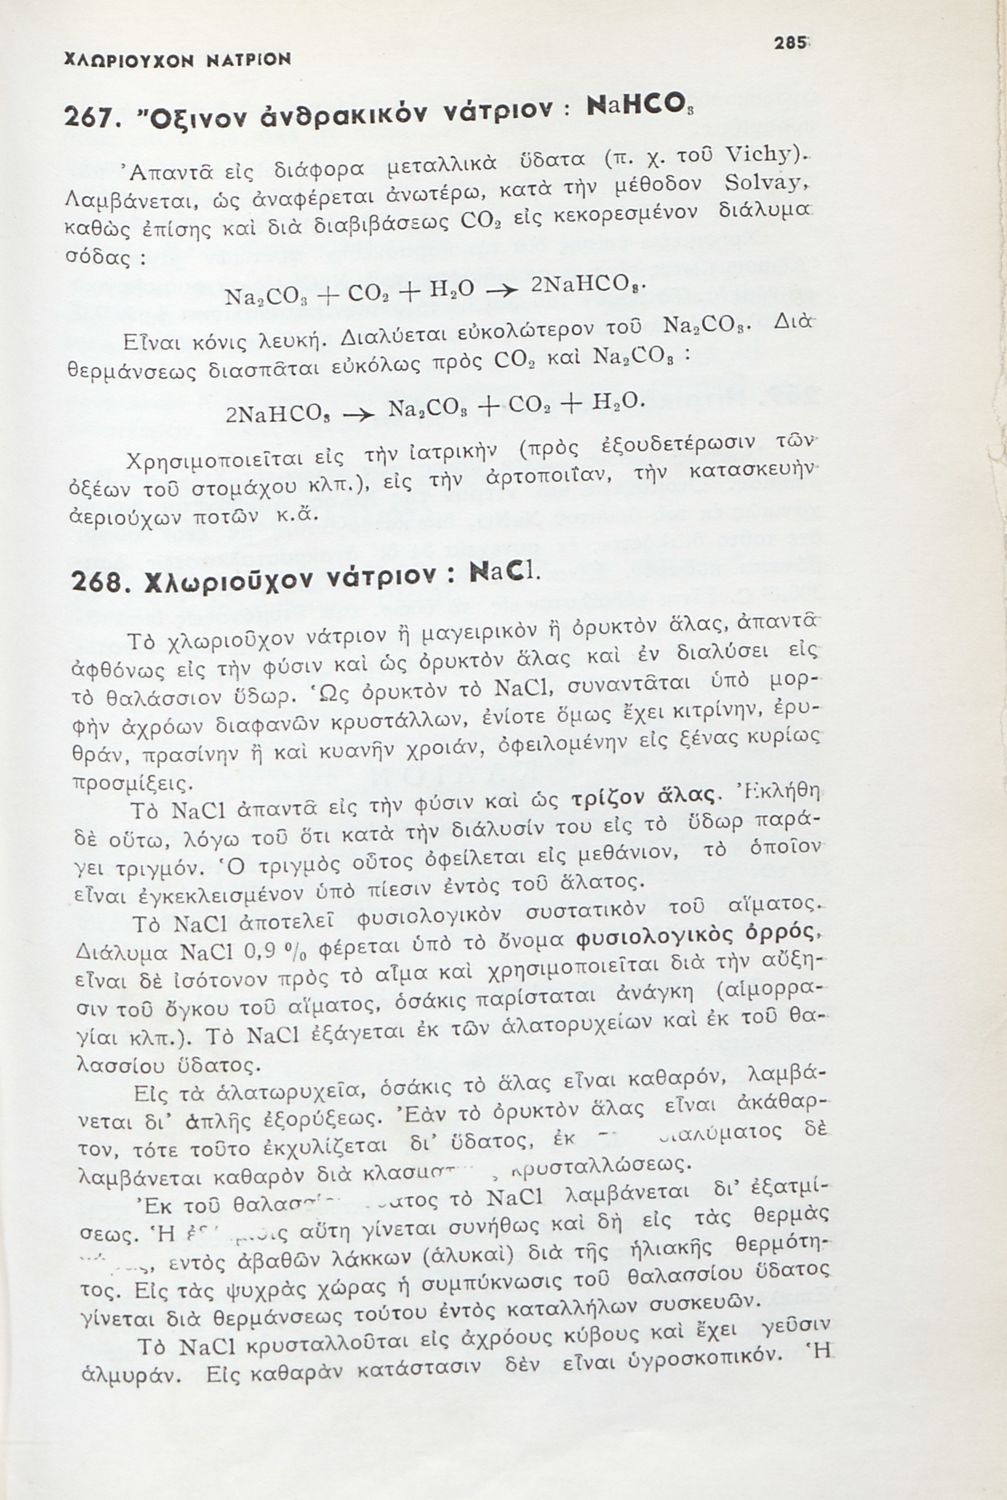 285
ΧΛΩΡΙΟΥΧΟΝ ΝΑΤΡΙΟΝ
267. Ὄξινον ἀνθρακικόν νάτριον : NaHCO₃
Ἀπαντᾶ εἰς διάφορα μεταλλικὰ ὕδατα (π. χ. τοῦ Vichy).
Λαμβάνεται, ὡς ἀναφέρεται ἀνωτέρω, κατὰ τὴν μέθοδον Solvay,
καθὼς ἐπίσης καὶ διὰ διαβιβάσεως CO₂ εἰς κεκορεσμένον διάλυμα
σόδας :
Na₂CO₃ + CO₂ + H₂O → 2NaHCO₃.
Εἶναι κόνις λευκή. Διαλύεται εὐκολώτερον τοῦ Na₂CO₃. Διὰ
θερμάνσεως διασπᾶται εὐκόλως πρὸς CO₂ καὶ Na₂CO₃ :
2NaHCO₃ → Na₂CO₃ + CO₂ + H₂O.
Χρησιμοποιεῖται εἰς τὴν ἰατρικὴν (πρὸς ἐξουδετέρωσιν τῶν
ὀξέων τοῦ στομάχου κλπ.), εἰς τὴν ἀρτοποιΐαν, τὴν κατασκευὴν
ἀεριούχων ποτῶν κ.ἄ.
268. Χλωριοῦχον νάτριον : NaCl.
Τὸ χλωριοῦχον νάτριον ἢ μαγειρικὸν ἢ ὀρυκτὸν ἅλας, ἀπαντᾶ
ἀφθόνως εἰς τὴν φύσιν καὶ ὡς ὀρυκτὸν ἅλας καὶ ἐν διαλύσει εἰς
τὸ θαλάσσιον ὕδωρ. Ὡς ὀρυκτὸν τὸ NaCl, συναντᾶται ὑπὸ μορ-
φὴν ἀχρόων διαφανῶν κρυστάλλων, ἐνίοτε ὅμως ἔχει κιτρίνην, ἐρυ-
θράν, πρασίνην ἢ καὶ κυανῆν χροιάν, ὀφειλομένην εἰς ξένας κυρίως
προσμίξεις.
Τὸ NaCl ἀπαντᾶ εἰς τὴν φύσιν καὶ ὡς τρίζον ἅλας. Ἐκλήθη
δὲ οὕτω, λόγω τοῦ ὅτι κατὰ τὴν διάλυσίν του εἰς τὸ ὕδωρ παρά-
γει τριγμόν. Ὁ τριγμὸς οὗτος ὀφείλεται εἰς μεθάνιον, τὸ ὁποῖον
εἶναι ἐγκεκλεισμένον ὑπὸ πίεσιν ἐντὸς τοῦ ἅλατος.
Τὸ NaCl ἀποτελεῖ φυσιολογικὸν συστατικὸν τοῦ αἵματος.
Διάλυμα NaCl 0,9 % φέρεται ὑπὸ τὸ ὄνομα φυσιολογικὸς ὀρρός,
εἶναι δὲ ἰσότονον πρὸς τὸ αἷμα καὶ χρησιμοποιεῖται διὰ τὴν αὔξη-
σιν τοῦ ὄγκου τοῦ αἵματος, ὁσάκις παρίσταται ἀνάγκη (αἱμορρα-
γίαι κλπ.). Τὸ NaCl ἐξάγεται ἐκ τῶν ἁλατορυχείων καὶ ἐκ τοῦ θα-
λασσίου ὕδατος.
Εἰς τὰ ἁλατωρυχεῖα, ὁσάκις τὸ ἅλας εἶναι καθαρόν, λαμβά-
νεται δι' ἁπλῆς ἐξορύξεως. Ἐὰν τὸ ὀρυκτὸν ἅλας εἶναι ἀκάθαρ-
τον, τότε τοῦτο ἐκχυλίζεται δι' ὕδατος, ἐκ δὲ
λαμβάνεται καθαρὸν διὰ κρυσταλλώσεως.
Ἐκ τοῦ τὸ NaCl λαμβάνεται δι' ἐξατμί-
σεως. Ἡ αὕτη γίνεται συνήθως καὶ δὴ εἰς τὰς θερμὰς
ἐντὸς ἀβαθῶν λάκκων (ἁλυκαὶ) διὰ τῆς ἡλιακῆς θερμότη-
τος. Εἰς τὰς ψυχρὰς χώρας ἡ συμπύκνωσις τοῦ θαλασσίου ὕδατος
γίνεται διὰ θερμάνσεως τούτου ἐντὸς καταλλήλων συσκευῶν.
Τὸ NaCl κρυσταλλοῦται εἰς ἀχρόους κύβους καὶ ἔχει γεῦσιν
ἁλμυράν. Εἰς καθαρὰν κατάστασιν δὲν εἶναι ὑγροσκοπικόν. Ἡ